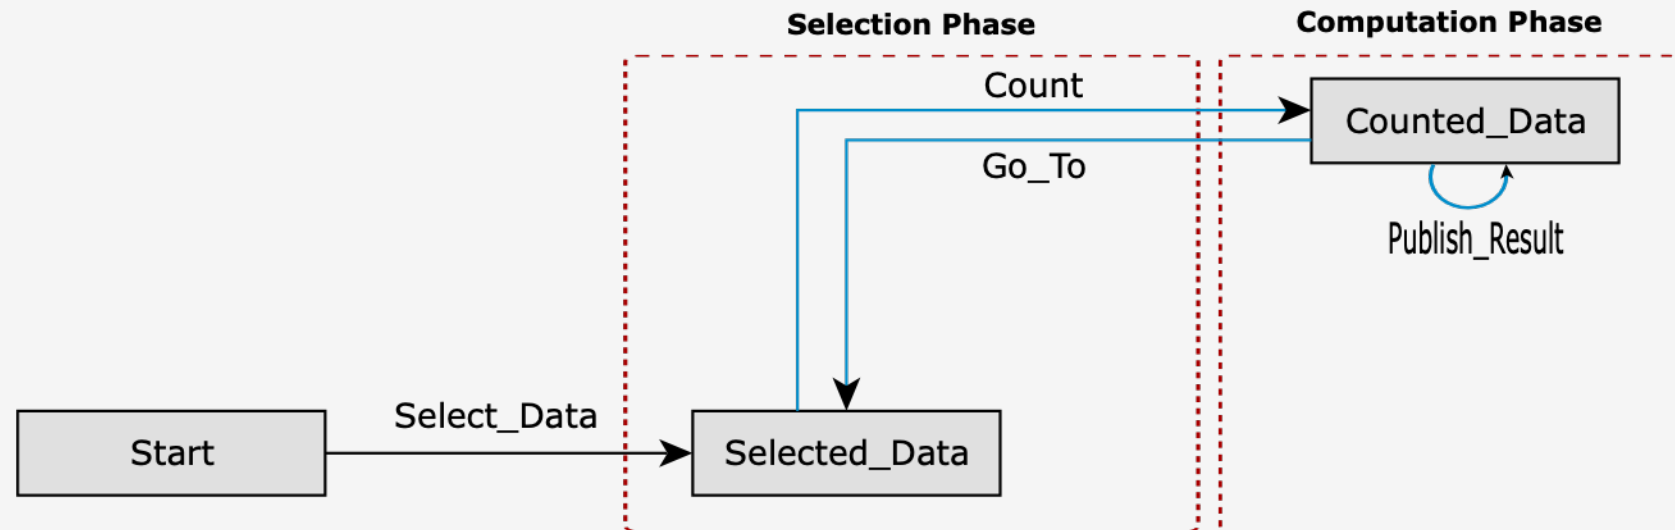 Selection Phase
Computation Phase
Count
Counted_Data
Go_To
Publish_Result
Select_Data
Start
Selected_Data